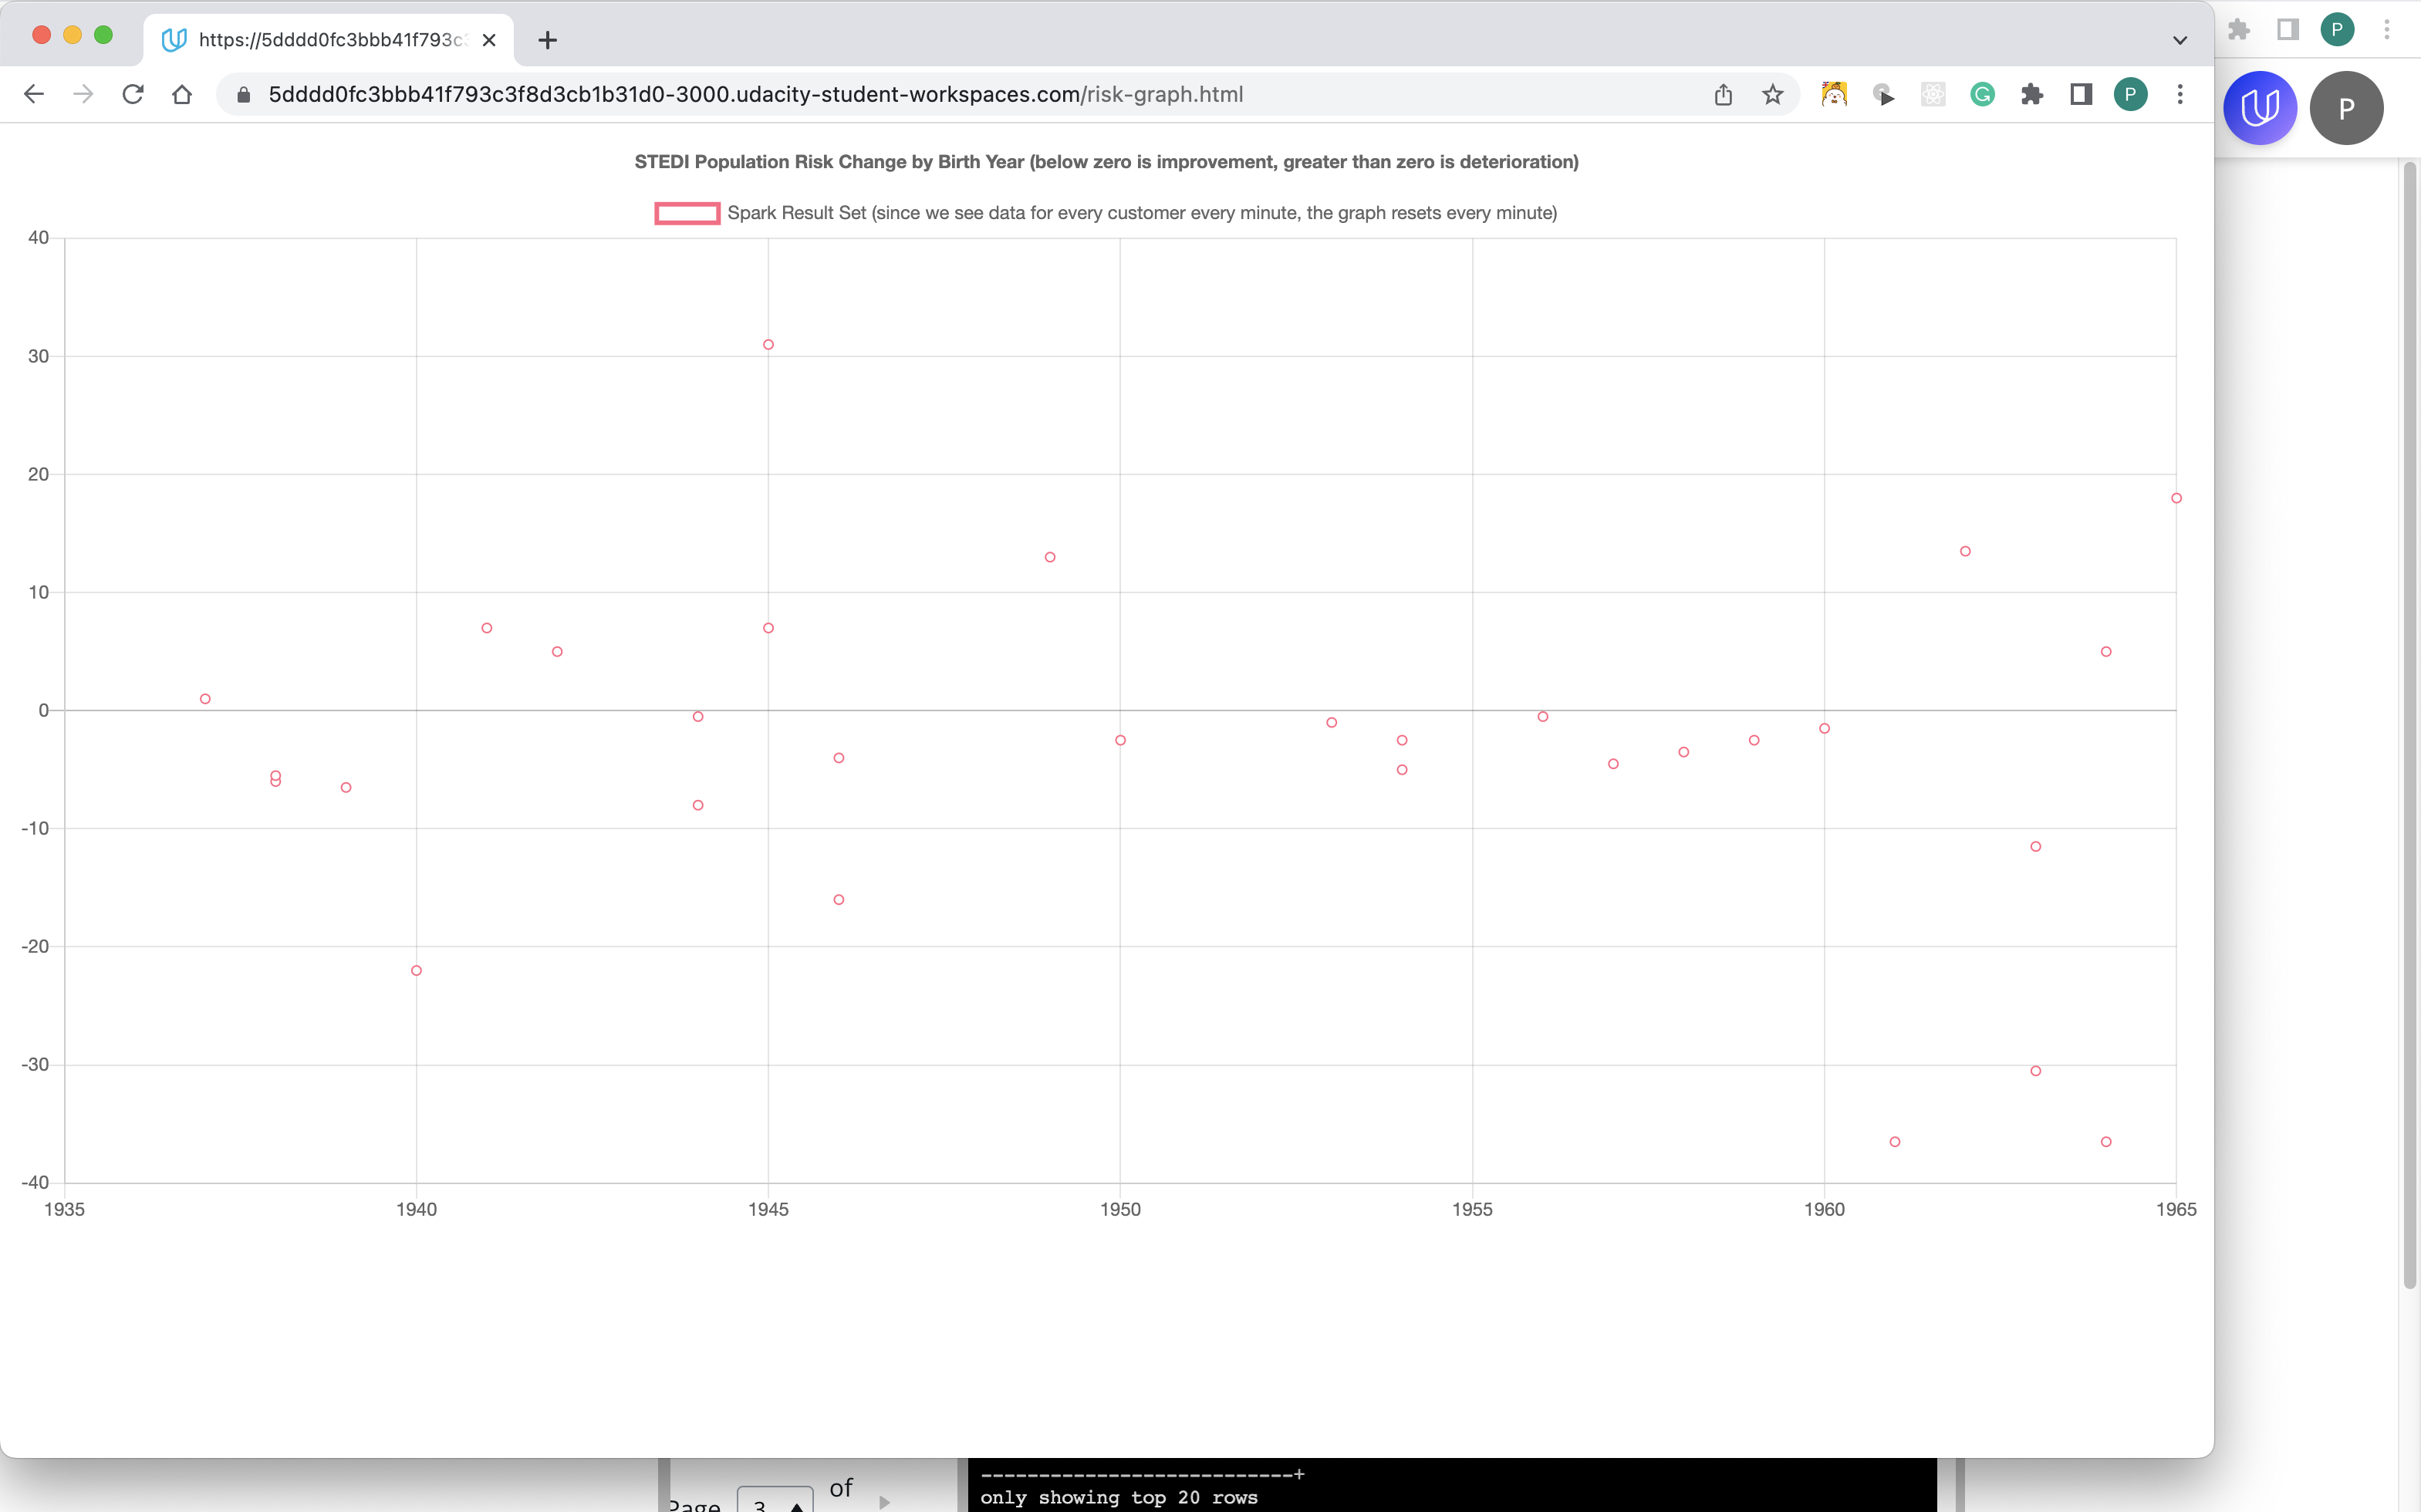 https://5dddd0fc3bbb41f793c
P
5dddd0fc3bbb41f793c3f8d3cb1b31d0-3000.udacity-student-workspaces.com/risk-graph.html
G
P
P
STEDI Population Risk Change by Birth Year (below zero is improvement, greater than zero is deterioration)
Spark Result Set (since we see data for every customer every minute, the graph resets every minute)
40
30
20
10
0
-10
-20
-30
-40
1935 1940 1945 1950 1955 1960 1965
---------------------------+
Page 3 of
only showing top 20 rows